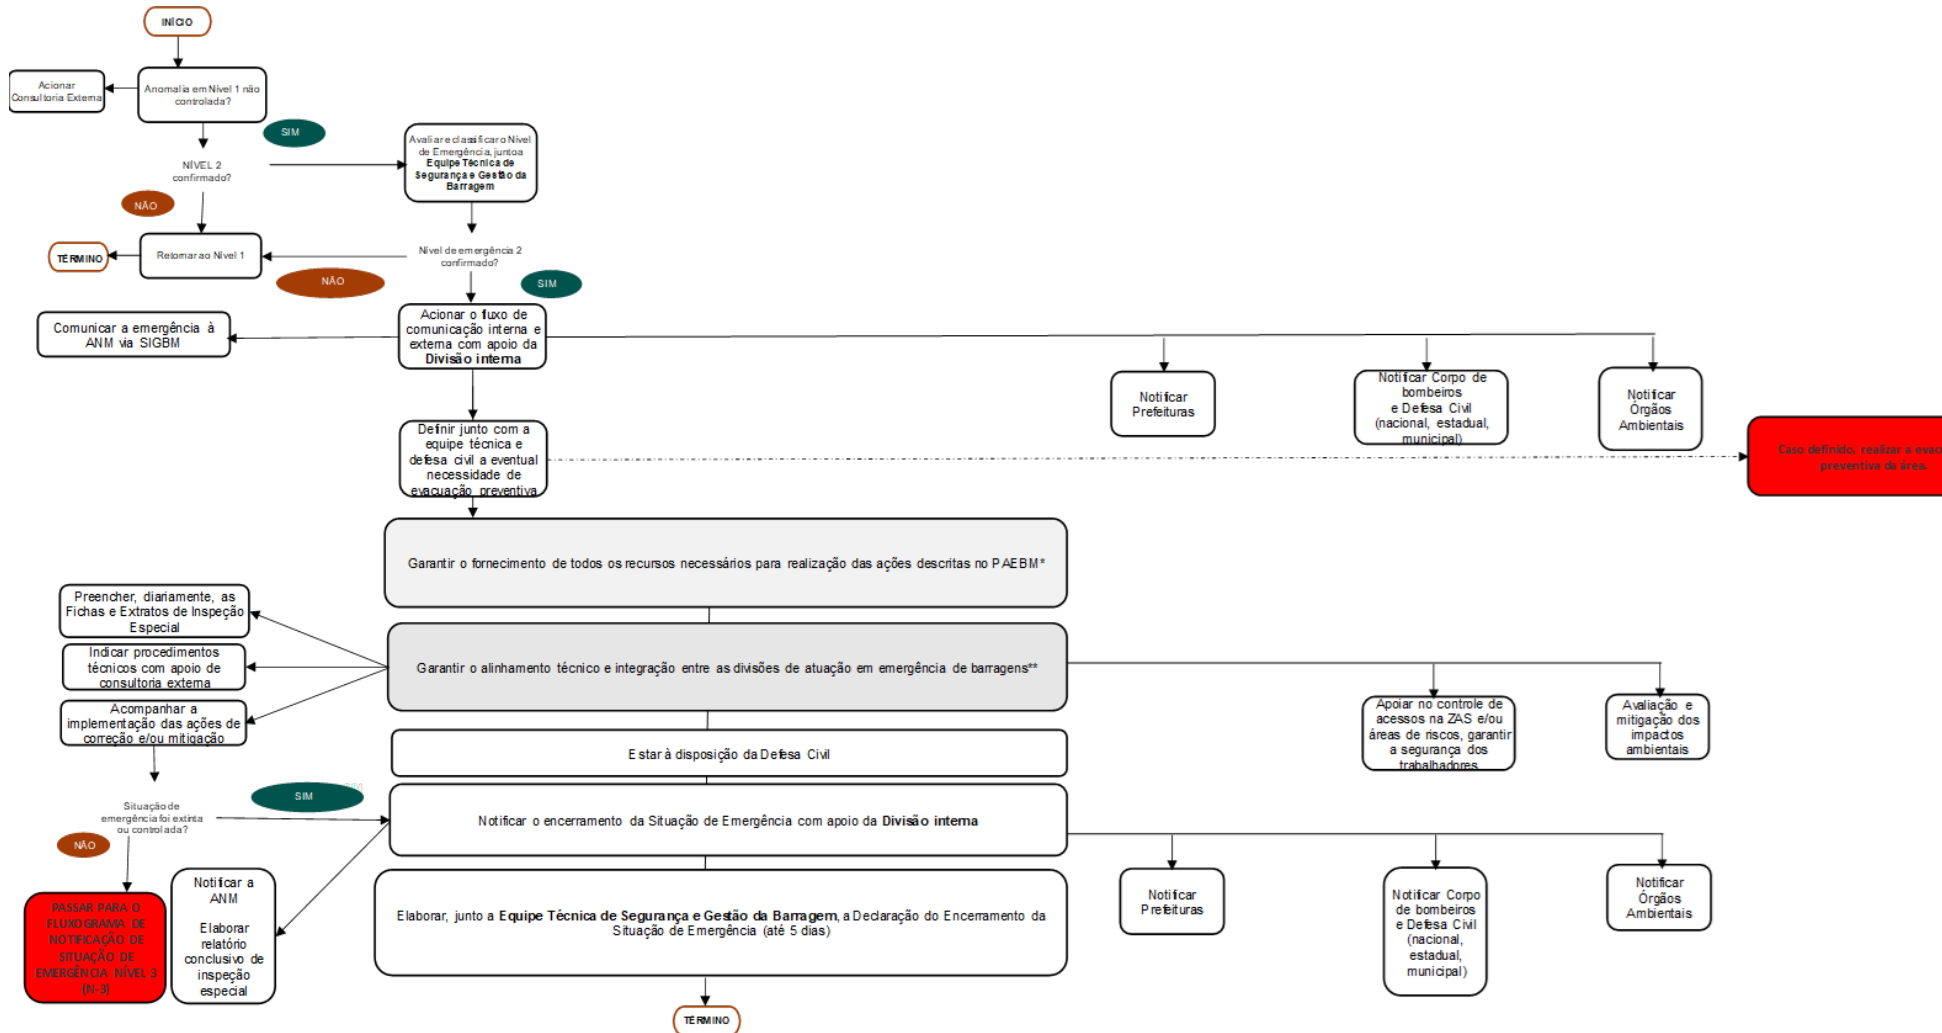 INÍCIO
Acionar
Consultoria Externa
Anomalia em Nível 1 não
controlada?
SIM
NÍVEL 2
confirmado?
Avaliar e classificar o Nível
de Emergência, junto a
Equipe Técnica de
Segurança e Gestão da
Barragem
NÃO
TÉRMINO
Retornar ao Nível 1
Nível de emergência 2
confirmado?
NÃO
SIM
Comunicar a emergência à
ANM via SIGBM
Acionar o fluxo de
comunicação interna e
externa com apoio da
Divisão interna
Notificar
Prefeituras
Notificar Corpo de
bombeiros
e Defesa Civil
(nacional, estadual,
municipal)
Notificar
Órgãos
Ambientais
Definir junto com a
equipe técnica e
defesa civil a eventual
necessidade de
evacuação preventiva
Caso definido, realizar a
preventiva da área.
Garantir o fornecimento de todos os recursos necessários para realização das ações descritas no PAEBM*
Preencher, diariamente, as
Fichas e Extratos de Inspeção
Especial
Indicar procedimentos
técnicos com apoio de
consultoria externa
Acompanhar a
implementação das ações de
correção e/ou mitigação
Garantir o alinhamento técnico e integração entre as divisões de atuação em emergência de barragens**
Apoiar no controle de
acessos na ZAS e/ou
áreas de riscos, garantir
a segurança dos
trabalhadores
Avaliação e
mitigação dos
impactos
ambientais
Estar à disposição da Defesa Civil
Situação de
emergência foi extinta
ou controlada?
SIM
NÃO
Notificar o encerramento da Situação de Emergência com apoio da Divisão interna
PASSAR PARA O
FLUXOGRAMA DE
NOTIFICAÇÃO DE
SITUAÇÃO DE
EMERGÊNCIA NÍVEL 3
(N-3)
Notificar a
ANM
Elaborar
relatório
conclusivo de
inspeção
especial
Elaborar, junto a Equipe Técnica de Segurança e Gestão da Barragem, a Declaração do Encerramento da
Situação de Emergência (até 5 dias)
Notificar
Prefeituras
Notificar Corpo
de bombeiros
e Defesa Civil
(nacional,
estadual,
municipal)
Notificar
Órgãos
Ambientais
TÉRMINO